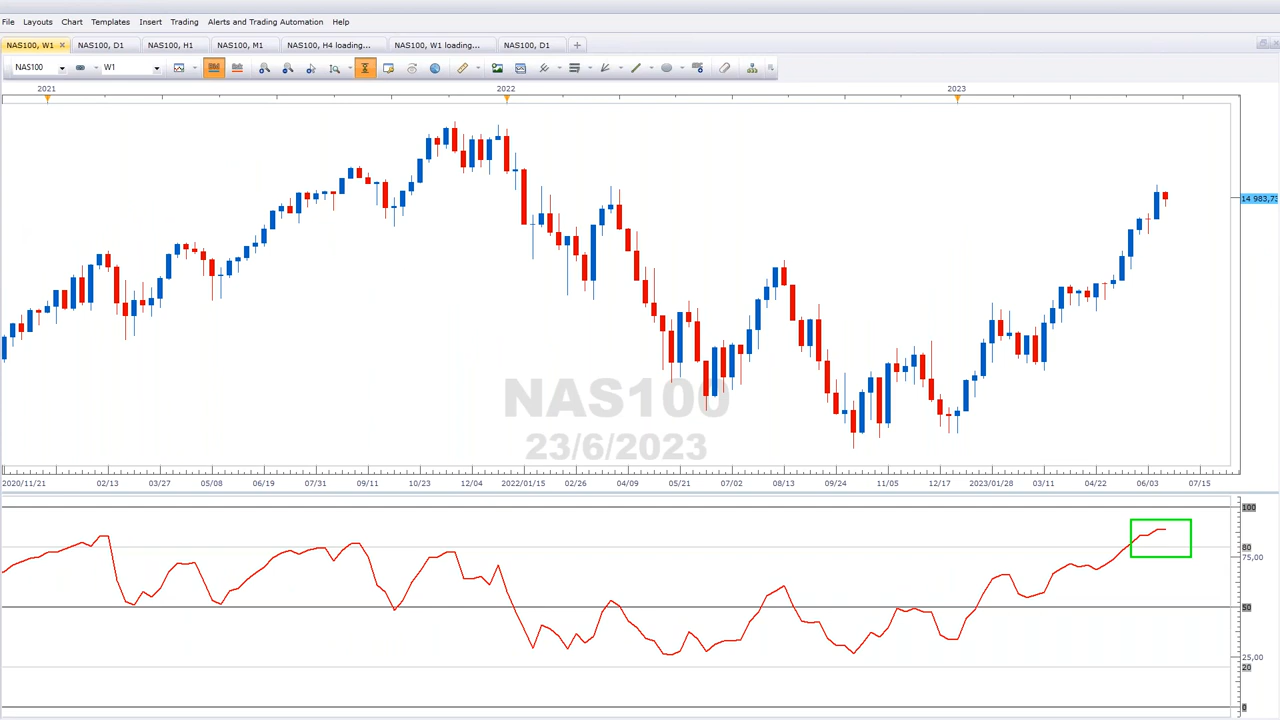 File Layouts Chart Templates Insert Trading Alerts and Trading Automation Help
NAS100, W1 NAS100, D1 NAS100, H1 NAS100, M1 NAS100, H4 loading... NAS100, W1 loading... NAS100, D1
NAS100 W1
2021 2022 2023
14 983,73
NAS100
23/6/2023
2020/11/21 02/13 03/27 05/08 06/19 07/31 09/11 10/23 12/04 2022/01/15 02/26 04/09 05/21 07/02 08/13 09/24 11/05 12/17 2023/01/28 03/11 04/22 06/03 07/15
100
80
75,00
50
25,00
20
0